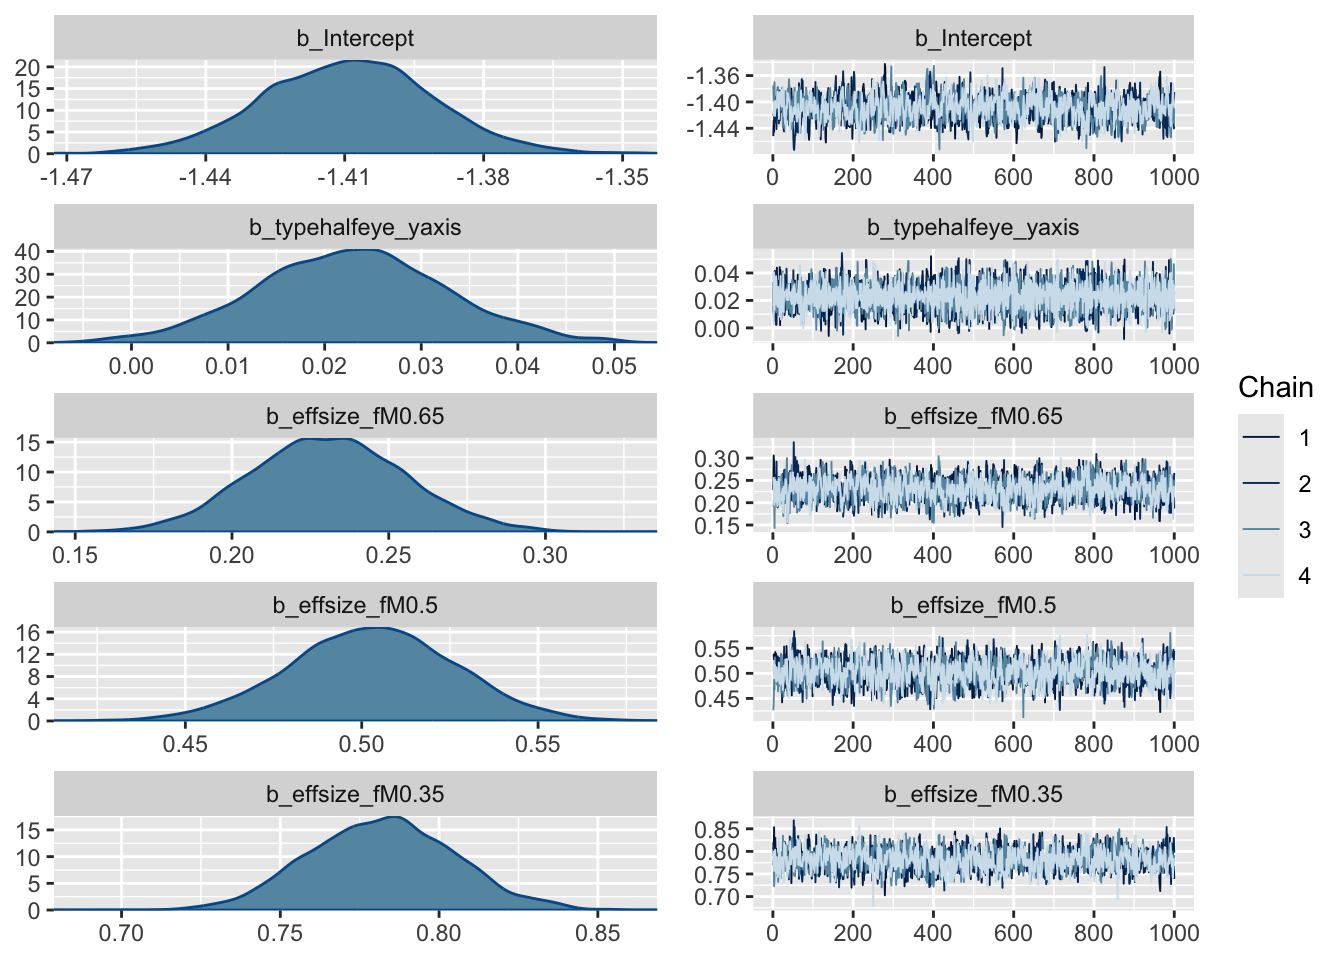 b_Intercept
b_Intercept
20
15
10
5
0
-1.47 -1.44 -1.41 -1.38 -1.35
-1.36
-1.40
-1.44
0 200 400 600 800 1000
b_typehalfeye_yaxis
b_typehalfeye_yaxis
40
30
20
10
0
0.00 0.01 0.02 0.03 0.04 0.05
0.04
0.02
0.00
0 200 400 600 800 1000
b_effsize_fM0.65
b_effsize_fM0.65
15
10
5
0
0.15 0.20 0.25 0.30
0.30
0.25
0.20
0.15
0 200 400 600 800 1000
b_effsize_fM0.5
b_effsize_fM0.5
16
12
8
4
0
0.45 0.50 0.55
0.55
0.50
0.45
0 200 400 600 800 1000
b_effsize_fM0.35
b_effsize_fM0.35
15
10
5
0
0.70 0.75 0.80 0.85
0.85
0.80
0.75
0.70
0 200 400 600 800 1000
Chain
1
2
3
4